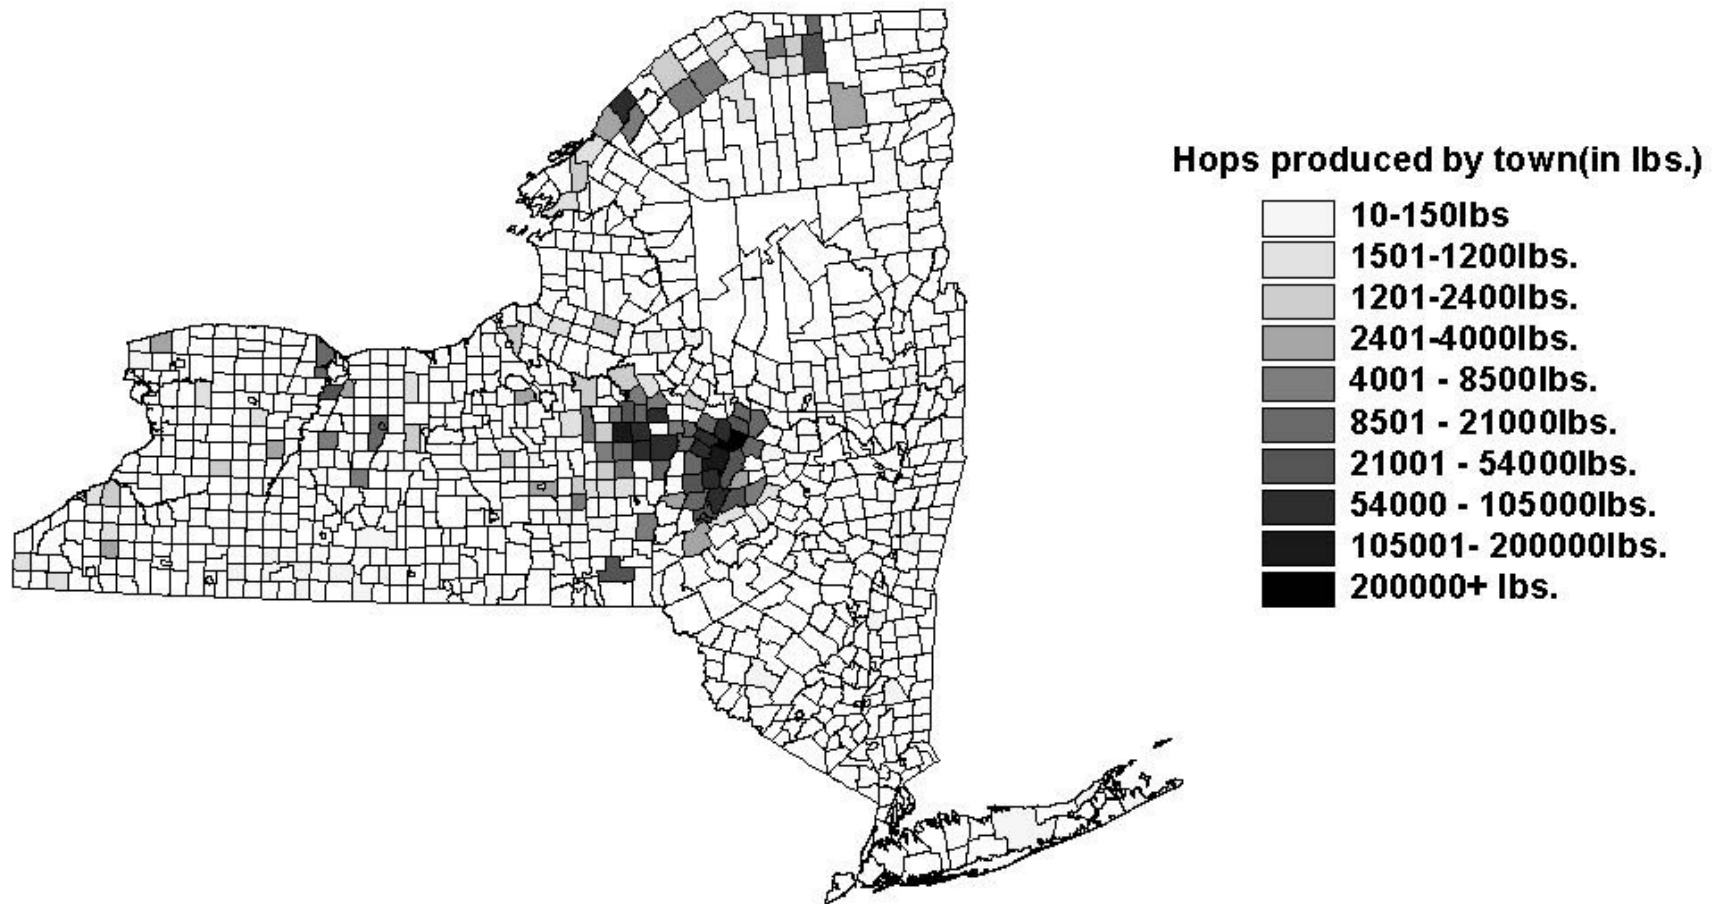 Hops produced by town(in lbs.)
10-150lbs
1501-1200lbs.
1201-2400lbs.
2401-4000lbs.
4001 - 8500lbs.
8501 - 21000lbs.
21001 - 54000lbs.
54000 - 105000lbs.
105001- 200000lbs.
200000+ lbs.